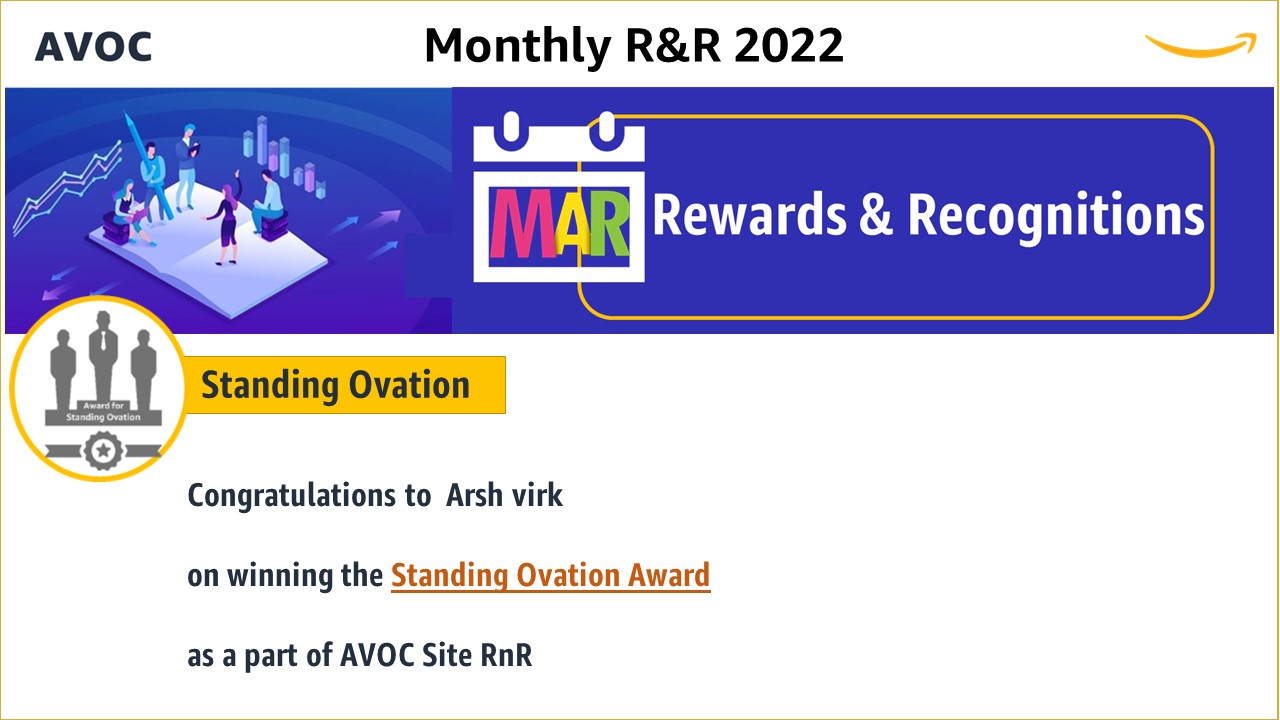 AVOC
Monthly R&R 2022
MAR
Rewards & Recognitions
Award for
Standing Ovation
Standing Ovation
Congratulations to  Arsh virk
on winning the Standing Ovation Award
as a part of AVOC Site RnR